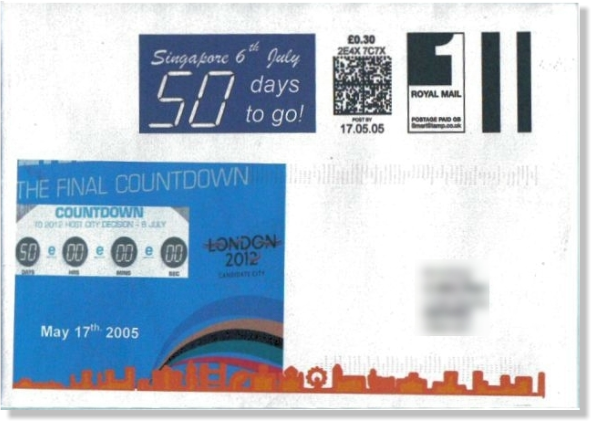 Singapore 6th July
50 days
to go!
£0.30
2E4X 7C7X
POST BY
17.05.05
1
ROYAL MAIL
POSTAGE PAID GB
SmartStamp.co.uk
THE FINAL COUNTDOWN
COUNTDOWN
TO 2012 HOST CITY DECISION - 6 JULY
50 e 00 e 00 e 00
DAYS HRS MINS SEC
LONDON
2012
CANDIDATE CITY
May 17th, 2005